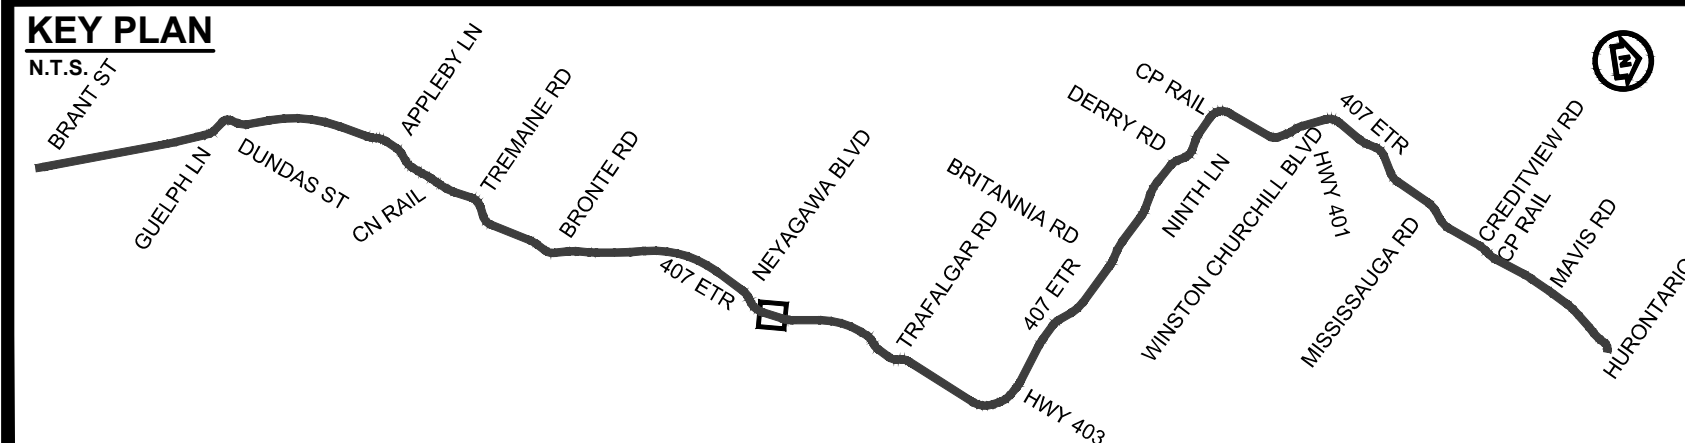 KEY PLAN
N.T.S.
BRANT ST
GUELPH LN
DUNDAS ST
CN RAIL
APPLEBY LN
TREMAINE RD
BRONTE RD
407 ETR
NEYAGAWA BLVD
TRAFALGAR RD
HWY 403
407 ETR
BRITANNIA RD
DERRY RD
CP RAIL
NINTH LN
WINSTON CHURCHILL BLVD
HWY 401
407 ETR
MISSISSAUGA RD
CREDITVIEW RD
CP RAIL
MAVIS RD
HURONTARIO
N